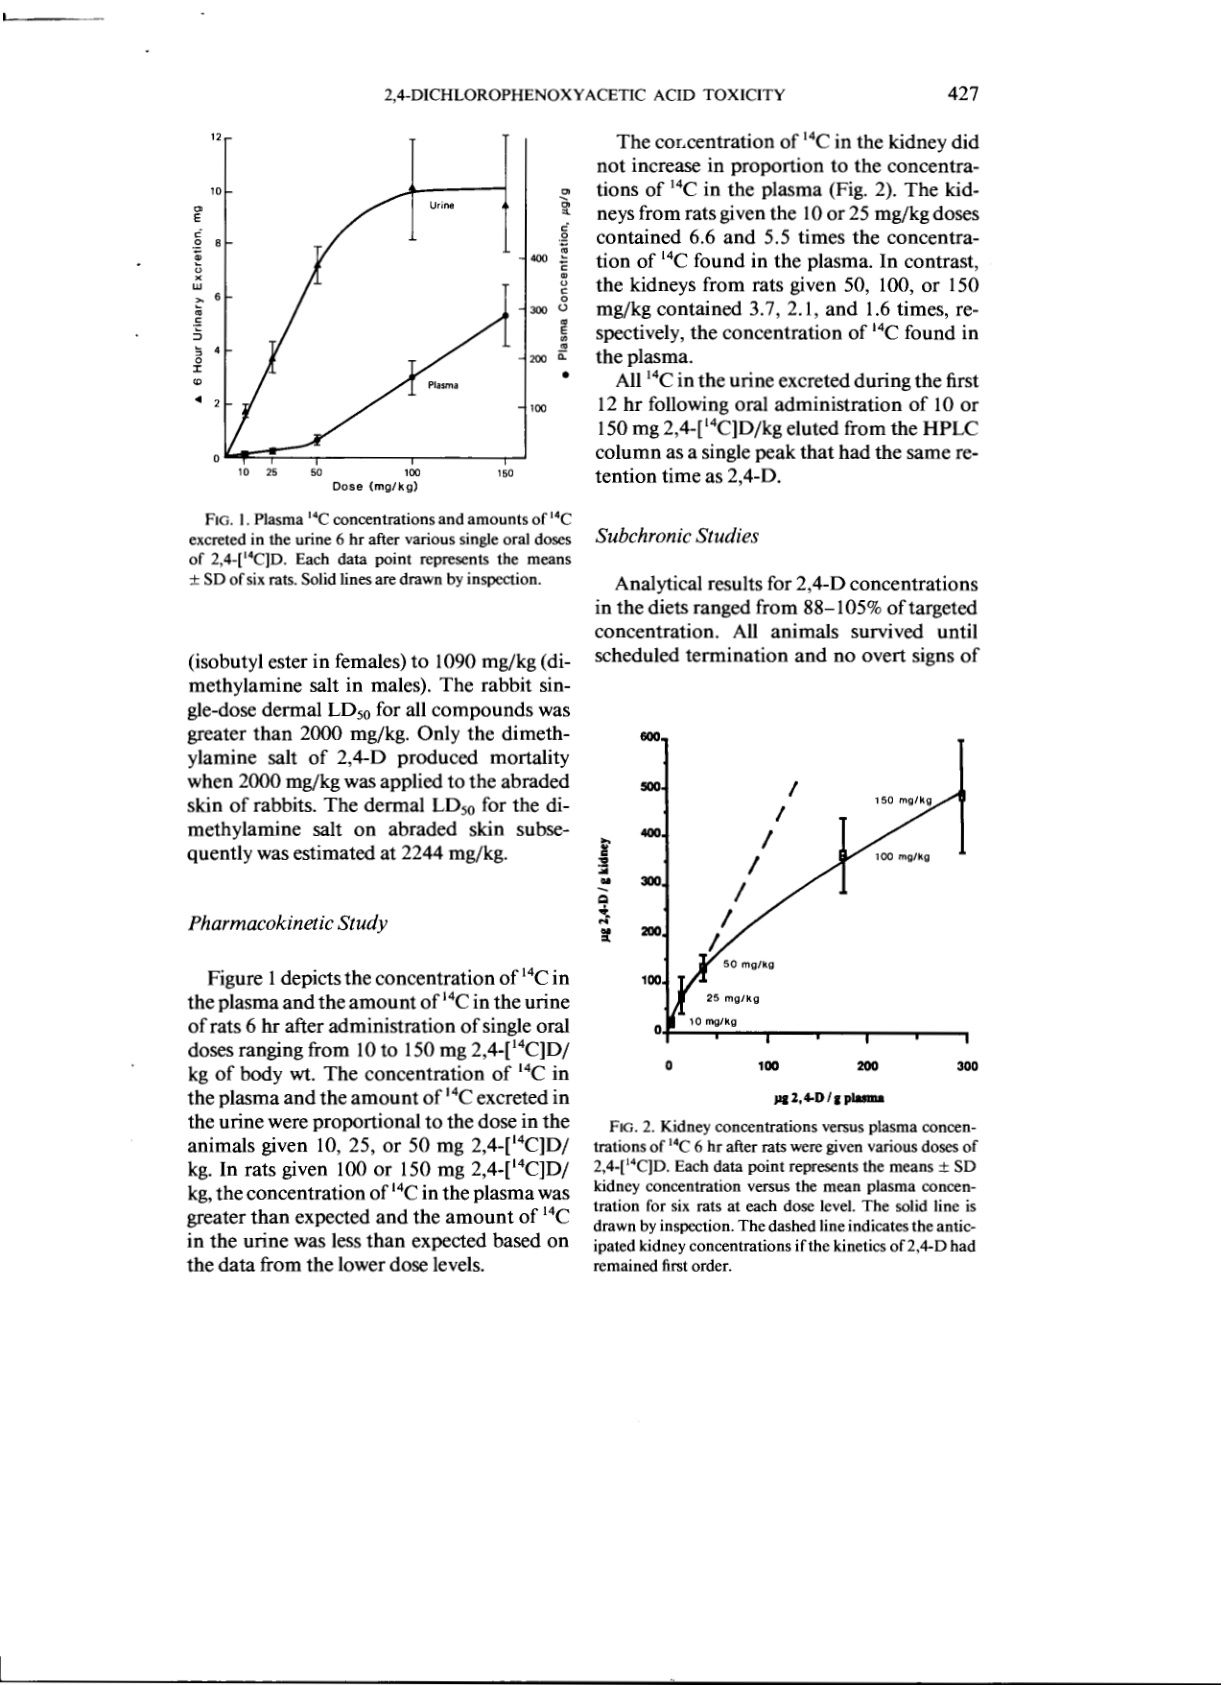 2,4-DICHLOROPHENOXYACETIC ACID TOXICITY
427
12
10
8
6
4
2
0
▲ 6 Hour Urinary Excretion, mg
Urine
Plasma
400
300
200
100
● Plasma Concentration, µg/g
10 25 50 100 150
Dose (mg/kg)
FIG. 1. Plasma ¹⁴C concentrations and amounts of ¹⁴C
excreted in the urine 6 hr after various single oral doses
of 2,4-[¹⁴C]D. Each data point represents the means
± SD of six rats. Solid lines are drawn by inspection.
(isobutyl ester in females) to 1090 mg/kg (di-
methylamine salt in males). The rabbit sin-
gle-dose dermal LD₅₀ for all compounds was
greater than 2000 mg/kg. Only the dimeth-
ylamine salt of 2,4-D produced mortality
when 2000 mg/kg was applied to the abraded
skin of rabbits. The dermal LD₅₀ for the di-
methylamine salt on abraded skin subse-
quently was estimated at 2244 mg/kg.
Pharmacokinetic Study
Figure 1 depicts the concentration of ¹⁴C in
the plasma and the amount of ¹⁴C in the urine
of rats 6 hr after administration of single oral
doses ranging from 10 to 150 mg 2,4-[¹⁴C]D/
kg of body wt. The concentration of ¹⁴C in
the plasma and the amount of ¹⁴C excreted in
the urine were proportional to the dose in the
animals given 10, 25, or 50 mg 2,4-[¹⁴C]D/
kg. In rats given 100 or 150 mg 2,4-[¹⁴C]D/
kg, the concentration of ¹⁴C in the plasma was
greater than expected and the amount of ¹⁴C
in the urine was less than expected based on
the data from the lower dose levels.
The concentration of ¹⁴C in the kidney did
not increase in proportion to the concentra-
tions of ¹⁴C in the plasma (Fig. 2). The kid-
neys from rats given the 10 or 25 mg/kg doses
contained 6.6 and 5.5 times the concentra-
tion of ¹⁴C found in the plasma. In contrast,
the kidneys from rats given 50, 100, or 150
mg/kg contained 3.7, 2.1, and 1.6 times, re-
spectively, the concentration of ¹⁴C found in
the plasma.
All ¹⁴C in the urine excreted during the first
12 hr following oral administration of 10 or
150 mg 2,4-[¹⁴C]D/kg eluted from the HPLC
column as a single peak that had the same re-
tention time as 2,4-D.
Subchronic Studies
Analytical results for 2,4-D concentrations
in the diets ranged from 88–105% of targeted
concentration. All animals survived until
scheduled termination and no overt signs of
600
500
400
300
200
100
0
µg 2,4-D / g kidney
150 mg/kg
100 mg/kg
50 mg/kg
25 mg/kg
10 mg/kg
0 100 200 300
µg 2,4-D / g plasma
FIG. 2. Kidney concentrations versus plasma concen-
trations of ¹⁴C 6 hr after rats were given various doses of
2,4-[¹⁴C]D. Each data point represents the means ± SD
kidney concentration versus the mean plasma concen-
tration for six rats at each dose level. The solid line is
drawn by inspection. The dashed line indicates the antic-
ipated kidney concentrations if the kinetics of 2,4-D had
remained first order.